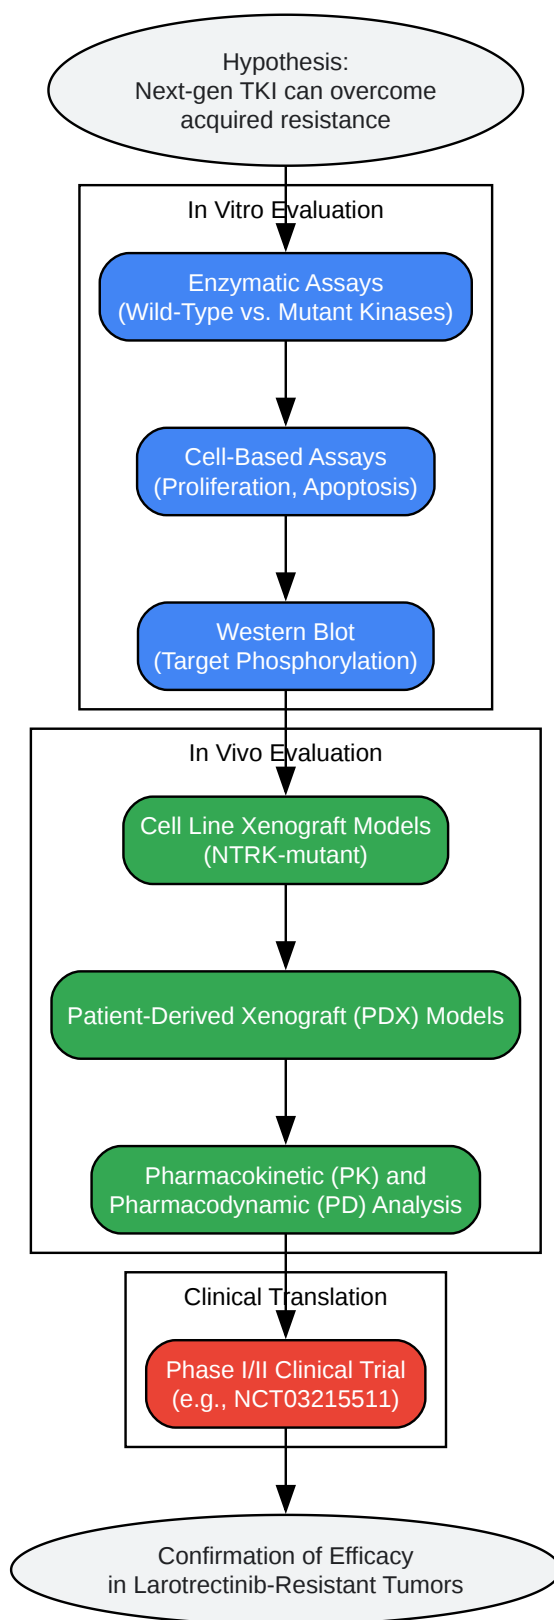 Hypothesis:
Next-gen TKI can overcome
acquired resistance
In Vitro Evaluation
Enzymatic Assays
(Wild-Type vs. Mutant Kinases)
Cell-Based Assays
(Proliferation, Apoptosis)
Western Blot
(Target Phosphorylation)
In Vivo Evaluation
Cell Line Xenograft Models
(NTRK-mutant)
Patient-Derived Xenograft (PDX) Models
Pharmacokinetic (PK) and
Pharmacodynamic (PD) Analysis
Clinical Translation
Phase I/II Clinical Trial
(e.g., NCT03215511)
Confirmation of Efficacy
in Larotrectinib-Resistant Tumors